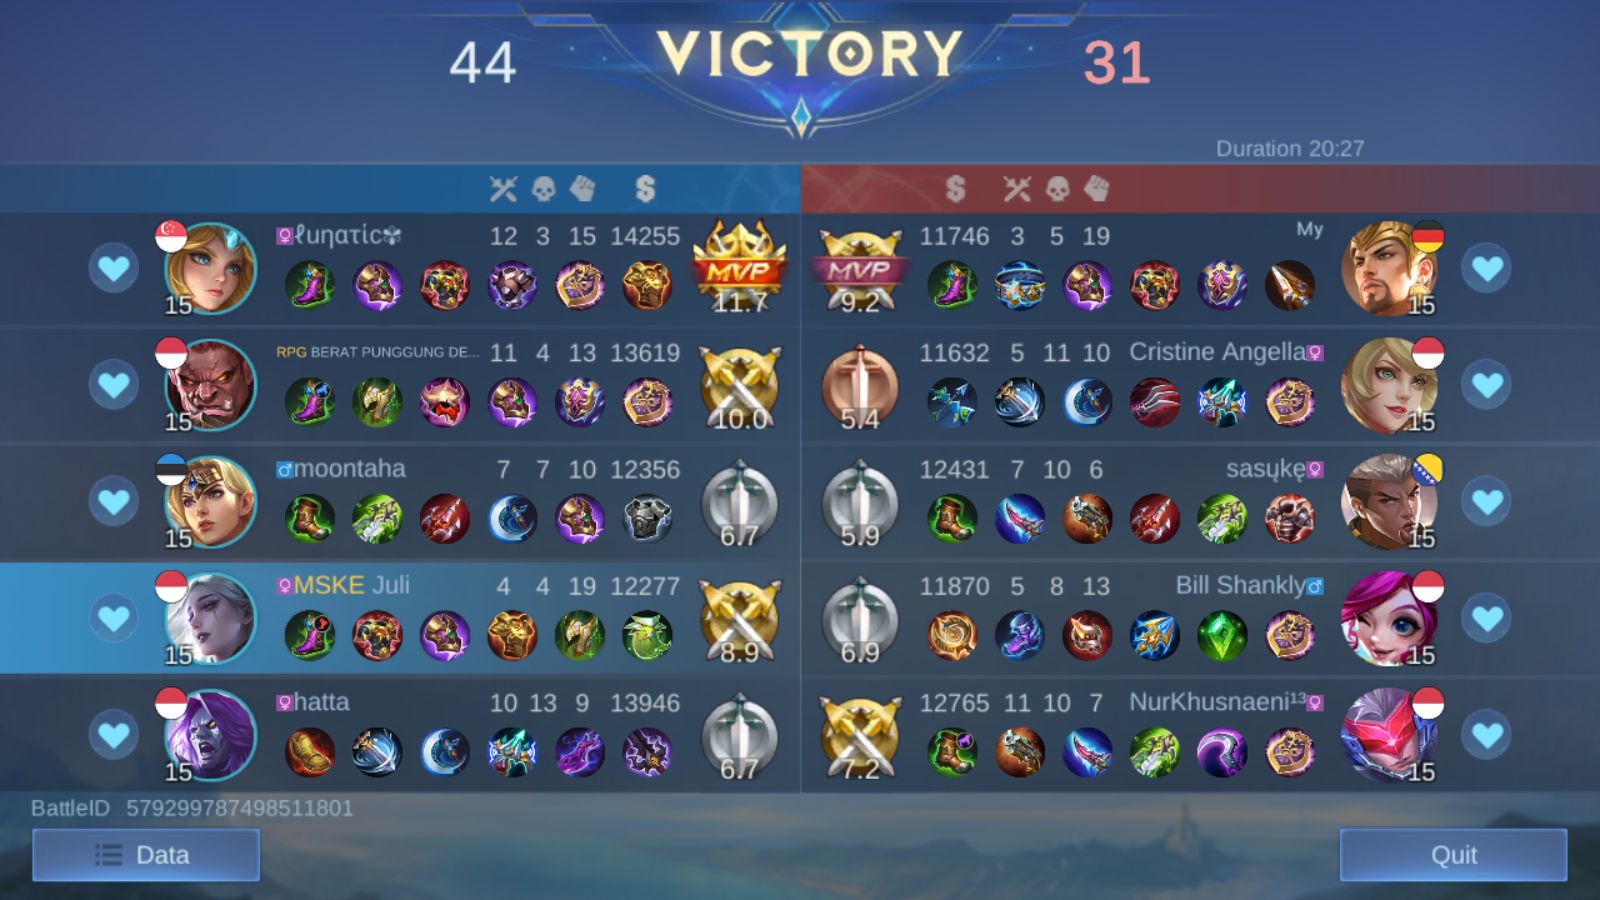 44 VICTORY 31
Duration 20:27
ℓuηατίc✾ 12 3 15 14255 MVP 11.7
15
RPG BERAT PUNGGUNG DE... 11 4 13 13619 10.0
15
moontaha 7 7 10 12356 6.7
15
MSKE Juli 4 4 19 12277 8.9
15
hatta 10 13 9 13946 6.7
15
MVP 9.2 11746 3 5 19 My
15
5.4 11632 5 11 10 Cristine Angella
15
5.9 12431 7 10 6 sasųkę
15
6.9 11870 5 8 13 Bill Shankly
15
7.2 12765 11 10 7 NurKhusnaeni¹³
15
BattleID 579299787498511801
Data
Quit